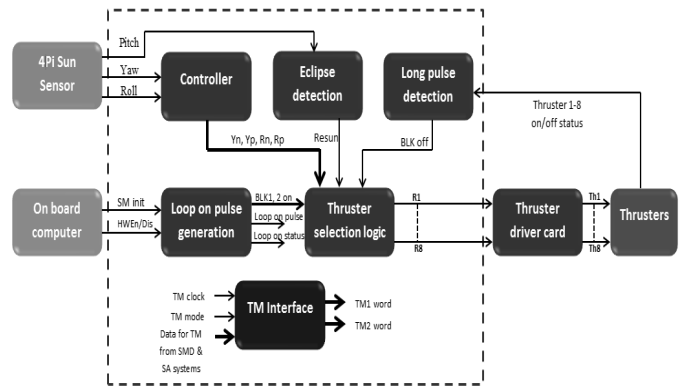 4Pi Sun
Sensor
Pitch
Yaw
Roll
Controller
Eclipse
detection
Long pulse
detection
Thruster 1-8
on/off status
Yn, Yp, Rn, Rp
Resun
BLK off
On board
computer
SM init
HWEn/Dis
Loop on pulse
generation
BLK1, 2 on
Loop on pulse
Loop on status
Thruster
selection logic
R1
R8
Thruster
driver card
Th1
Th8
Thrusters
TM clock
TM mode
Data for TM
from SMD &
SA systems
TM Interface
TM1 word
TM2 word